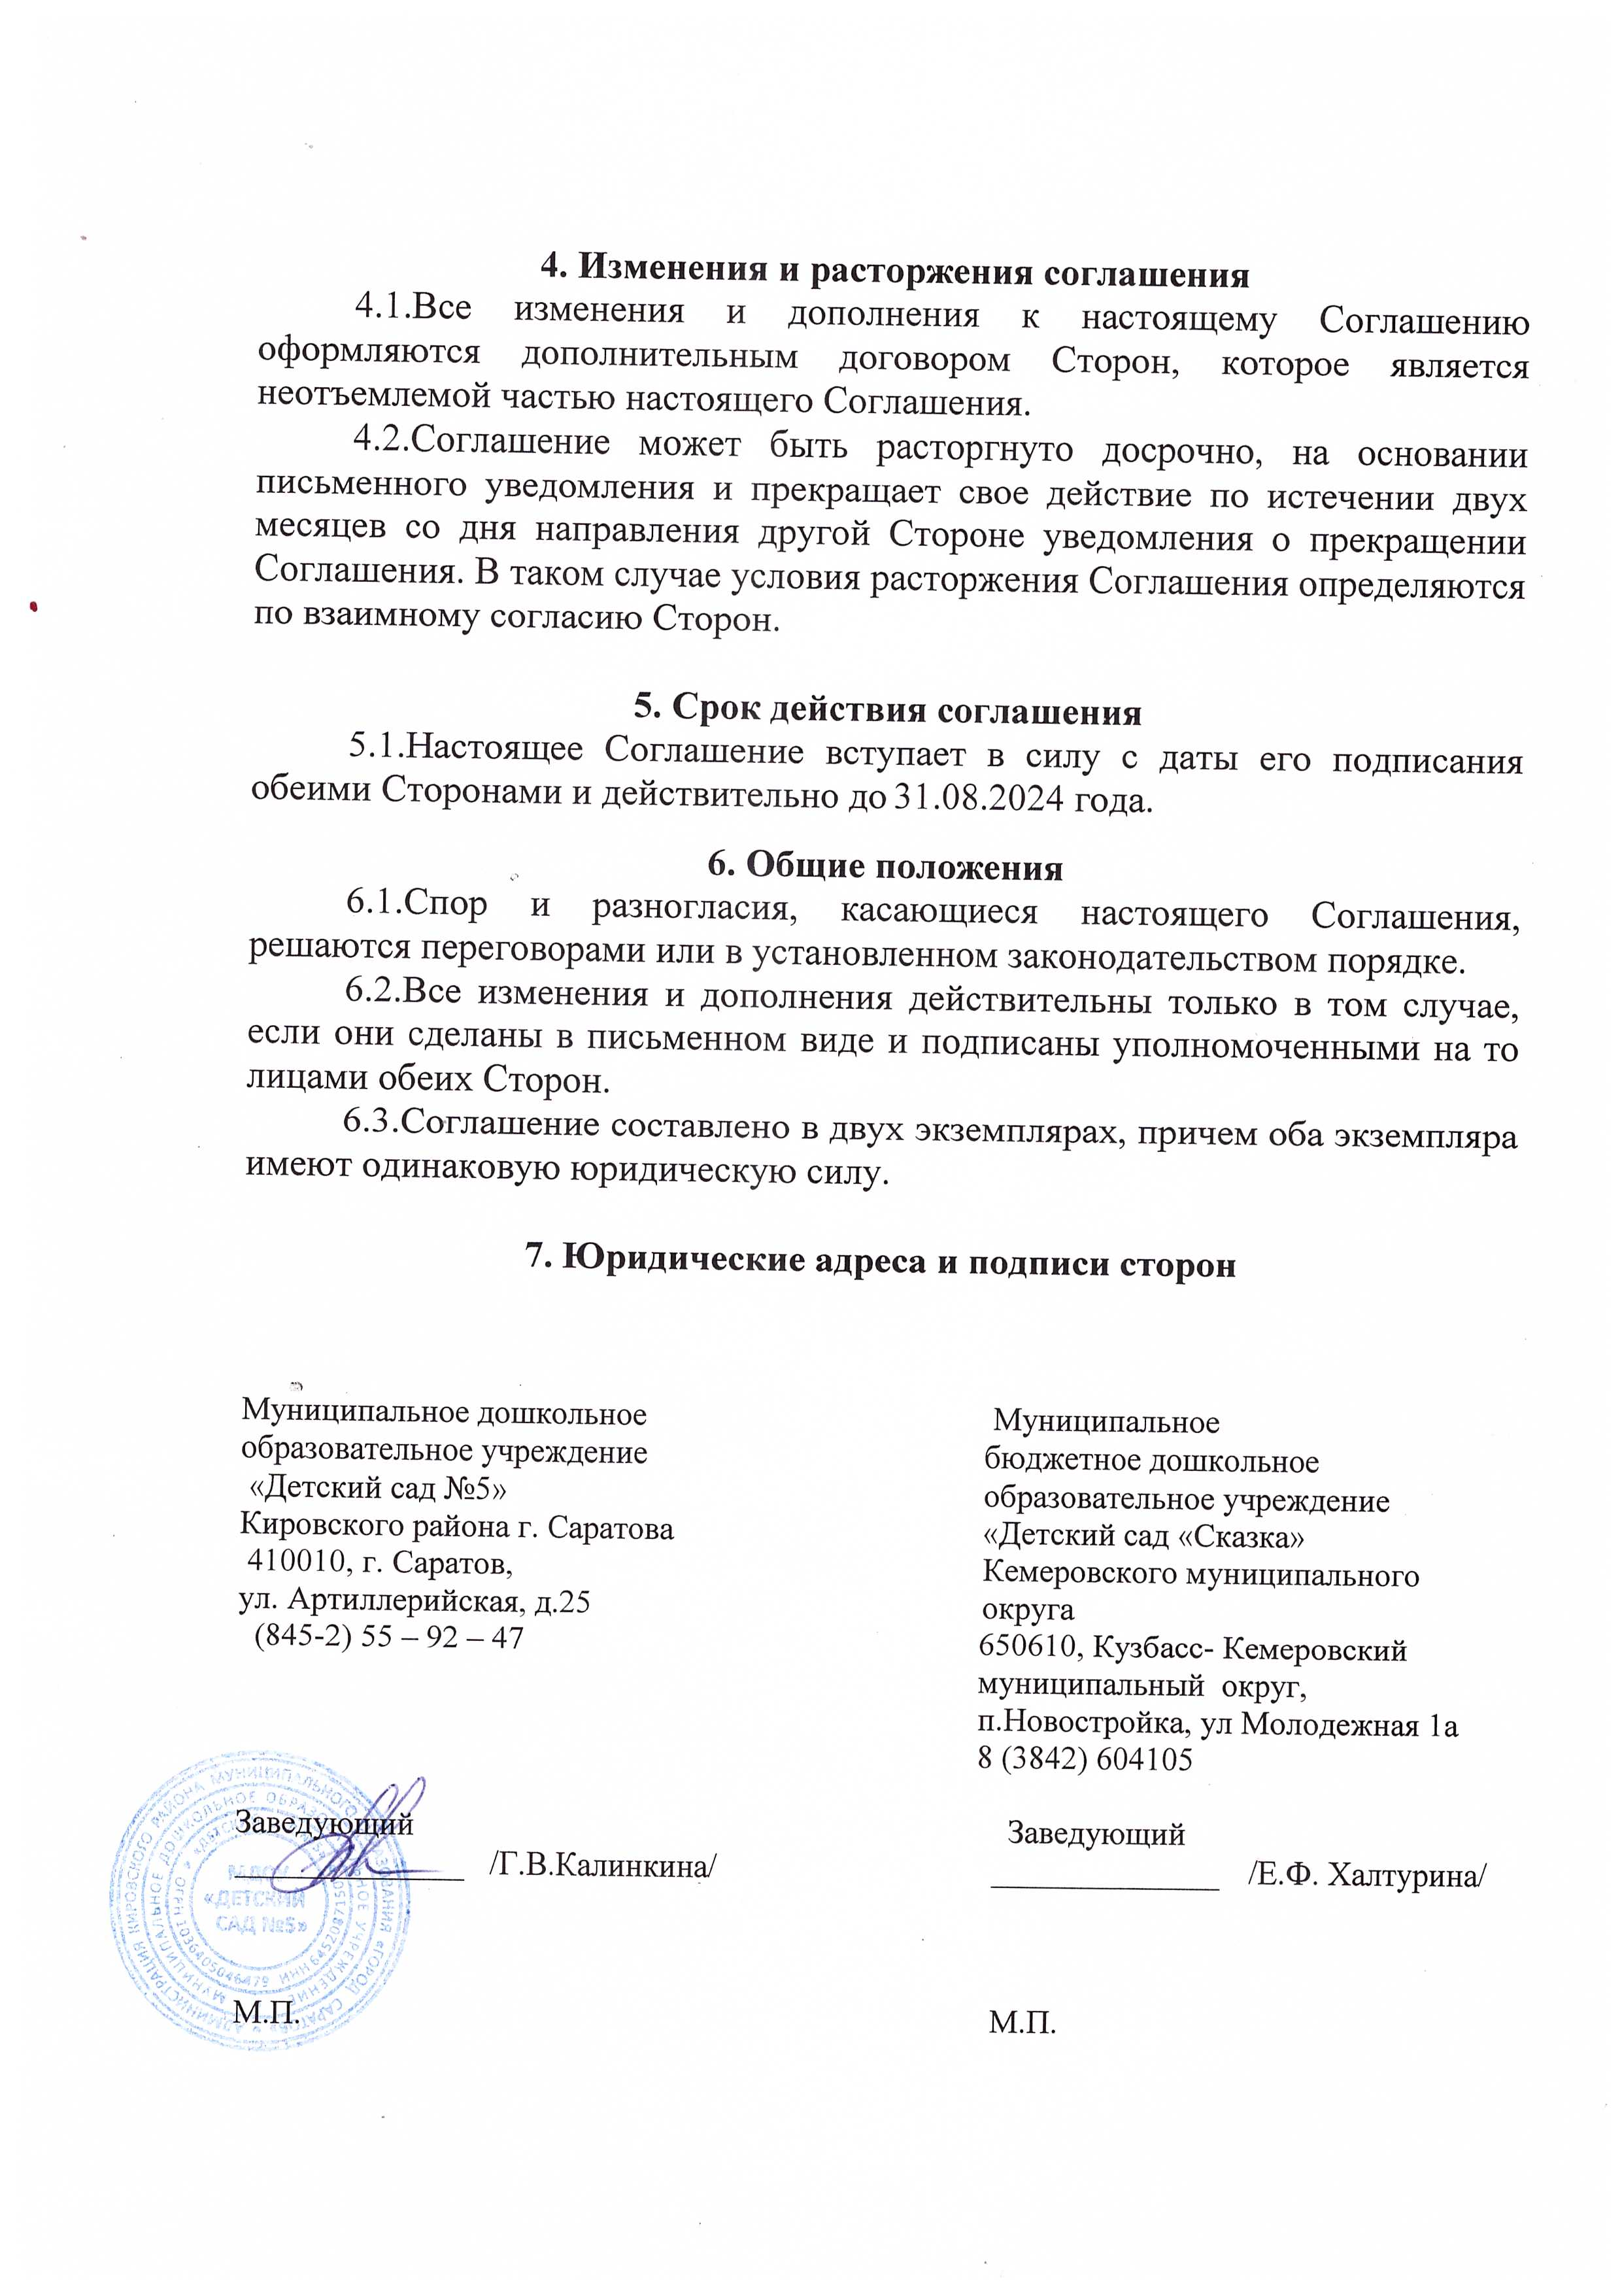 4. Изменения и расторжения соглашения
4.1.Все изменения и дополнения к настоящему Соглашению
оформляются дополнительным договором Сторон, которое является
неотъемлемой частью настоящего Соглашения.
4.2.Соглашение может быть расторгнуто досрочно, на основании
письменного уведомления и прекращает свое действие по истечении двух
месяцев со дня направления другой Стороне уведомления о прекращении
Соглашения. В таком случае условия расторжения Соглашения определяются
по взаимному согласию Сторон.
5. Срок действия соглашения
5.1.Настоящее Соглашение вступает в силу с даты его подписания
обеими Сторонами и действительно до 31.08.2024 года.
6. Общие положения
6.1.Спор и разногласия, касающиеся настоящего Соглашения,
решаются переговорами или в установленном законодательством порядке.
6.2.Все изменения и дополнения действительны только в том случае,
если они сделаны в письменном виде и подписаны уполномоченными на то
лицами обеих Сторон.
6.3.Соглашение составлено в двух экземплярах, причем оба экземпляра
имеют одинаковую юридическую силу.
7. Юридические адреса и подписи сторон
Муниципальное дошкольное
образовательное учреждение
«Детский сад №5»
Кировского района г. Саратова
410010, г. Саратов,
ул. Артиллерийская, д.25
(845-2) 55 – 92 – 47
Заведующий
/Г.В.Калинкина/
М.П.
Муниципальное
бюджетное дошкольное
образовательное учреждение
«Детский сад «Сказка»
Кемеровского муниципального
округа
650610, Кузбасс- Кемеровский
муниципальный округ,
п.Новостройка, ул Молодежная 1а
8 (3842) 604105
Заведующий
/Е.Ф. Халтурина/
М.П.
МДОУ
«ДЕТСКИЙ
САД №5»